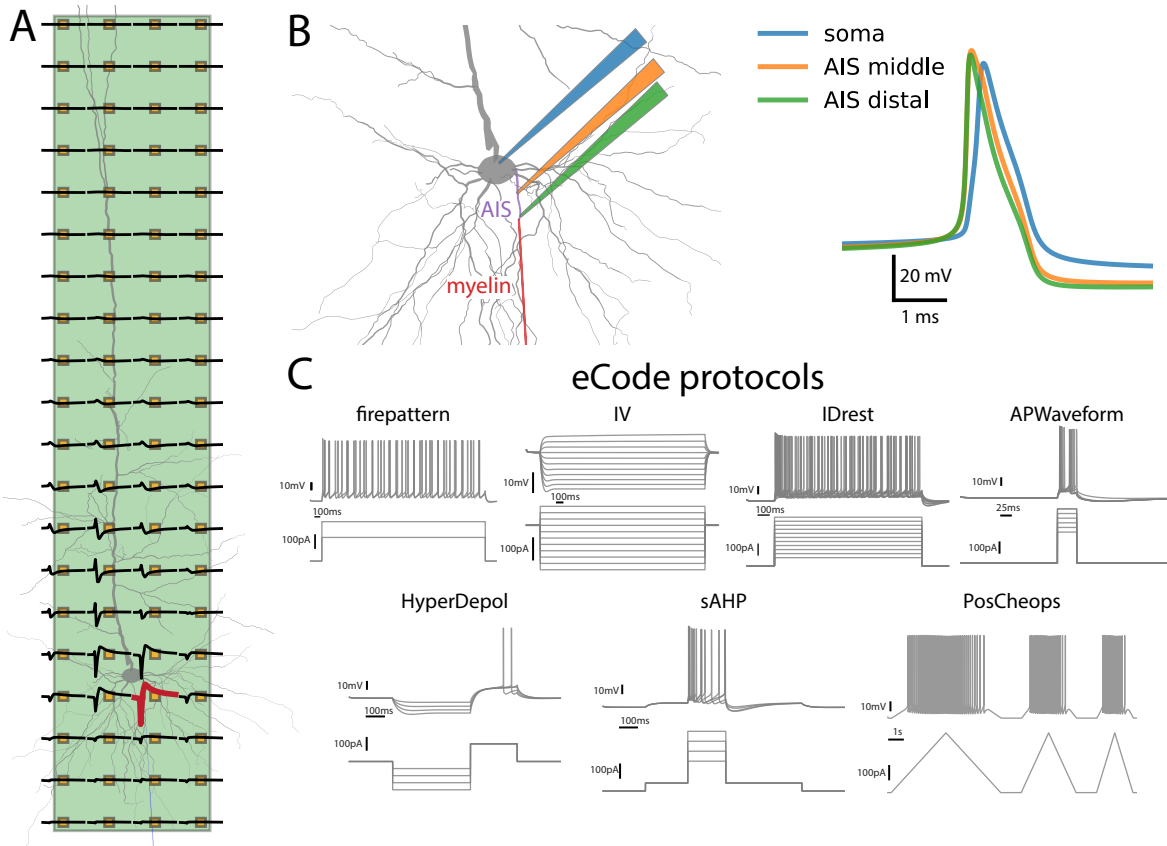 A
B
AIS
myelin
soma
AIS middle
AIS distal
20 mV
1 ms
C
eCode protocols
firepattern
10mV
100ms
100pA
IV
10mV
100ms
100pA
IDrest
10mV
100ms
100pA
APWaveform
10mV
25ms
100pA
HyperDepol
10mV
100ms
100pA
sAHP
10mV
100ms
100pA
PosCheops
10mV
1s
100pA